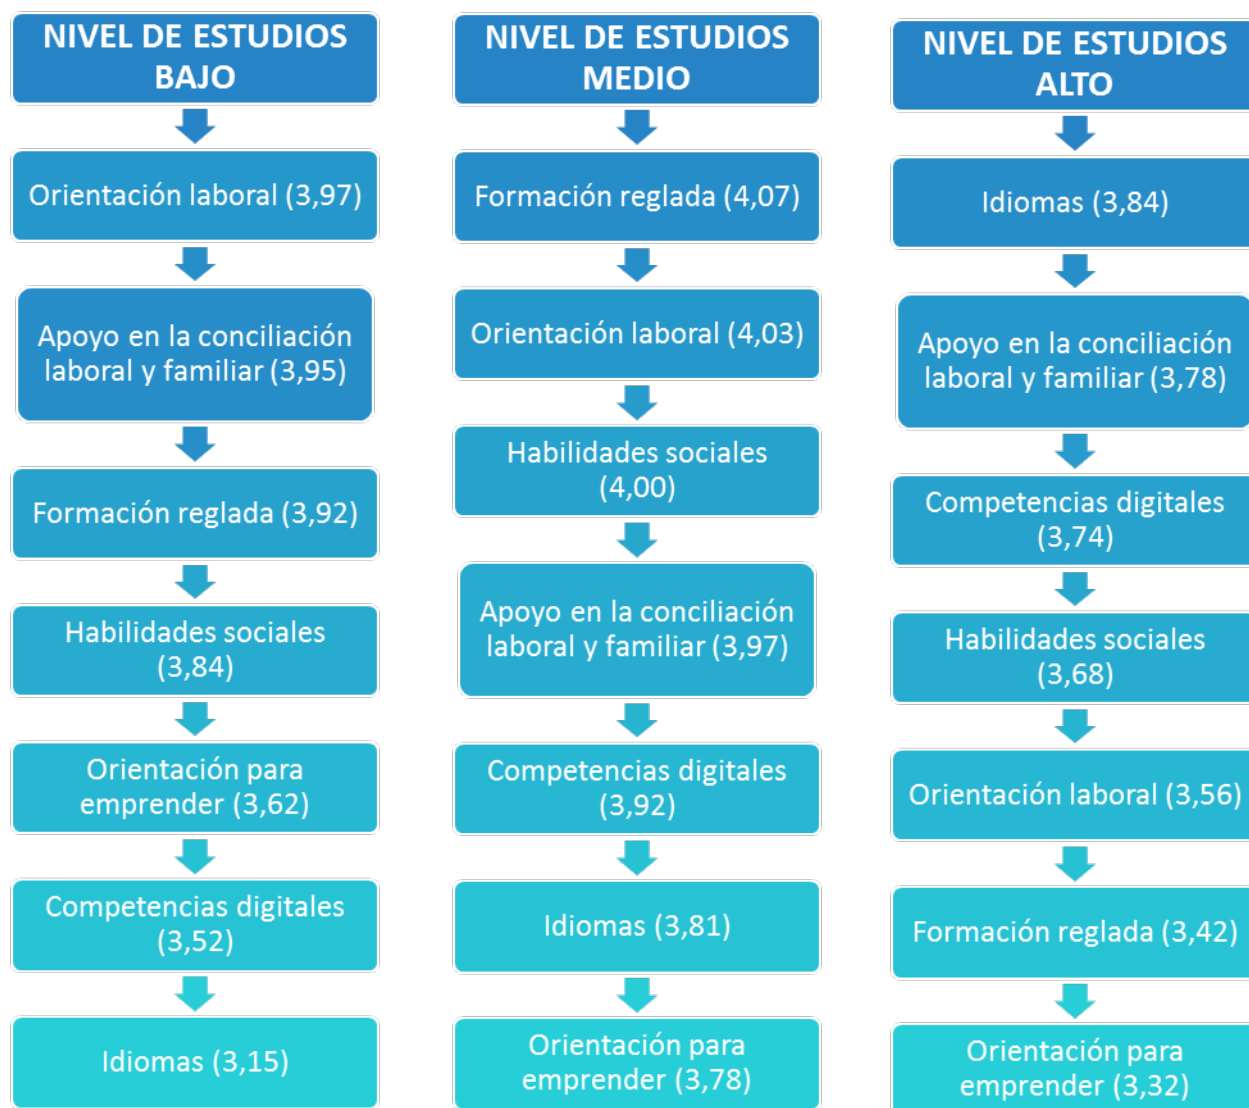 NIVEL DE ESTUDIOS
BAJO
Orientación laboral (3,97)
Apoyo en la conciliación
laboral y familiar (3,95)
Formación reglada (3,92)
Habilidades sociales
(3,84)
Orientación para
emprender (3,62)
Competencias digitales
(3,52)
Idiomas (3,15)
NIVEL DE ESTUDIOS
MEDIO
Formación reglada (4,07)
Orientación laboral (4,03)
Habilidades sociales
(4,00)
Apoyo en la conciliación
laboral y familiar (3,97)
Competencias digitales
(3,92)
Idiomas (3,81)
Orientación para
emprender (3,78)
NIVEL DE ESTUDIOS
ALTO
Idiomas (3,84)
Apoyo en la conciliación
laboral y familiar (3,78)
Competencias digitales
(3,74)
Habilidades sociales
(3,68)
Orientación laboral (3,56)
Formación reglada (3,42)
Orientación para
emprender (3,32)